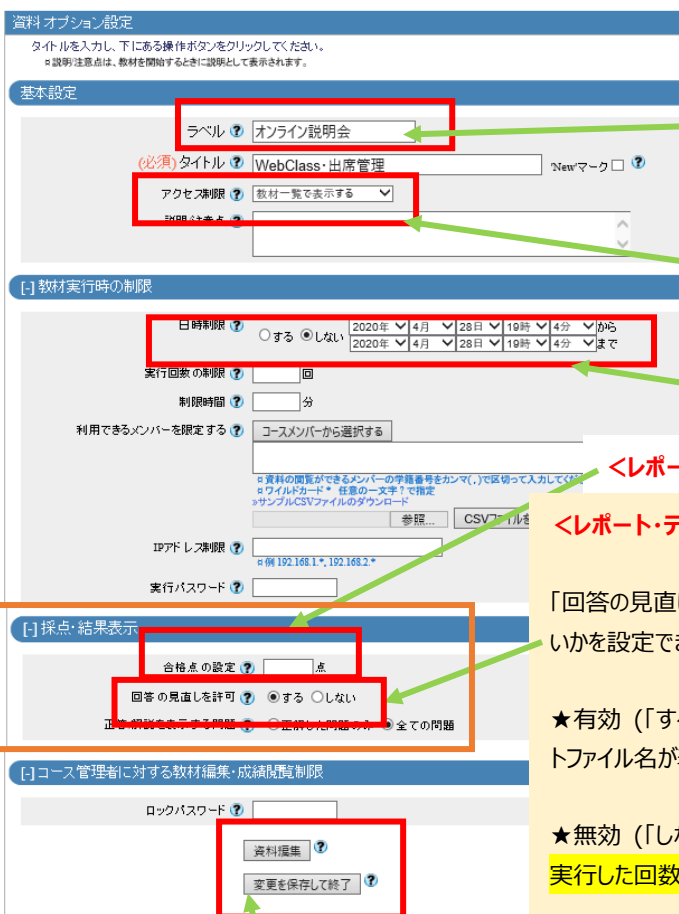 資料オプション設定
タイトルを入力し、下にある操作ボタンをクリックしてください。
¤説明/注意点は、教材を開始するときに説明として表示されます。
基本設定
ラベル ? オンライン説明会
(必須)タイトル ? WebClass・出席管理 'New'マーク ?
アクセス制限 ? 教材一覧で表示する
説明/注意点 ?
[-]教材実行時の制限
日時制限 ? する しない 2020年 4月 28日 19時 4分 から
2020年 4月 28日 19時 4分 まで
実行回数の制限 ? 回
制限時間 ? 分
利用できるメンバーを限定する ? コースメンバーから選択する
<レポー
¤資料の閲覧ができるメンバーの学籍番号をカンマ(,)で区切って入力してくだ
¤ワイルドカード* 任意の一文字?で指定
»サンプルCSVファイルのダウンロード
参照... CSVファイルを
<レポート・テ
IPアドレス制限 ?
¤例 192.168.1.*, 192.168.2.*
実行パスワード ?
「回答の見直
いかを設定でき
[-]採点・結果表示
合格点の設定 ? 点
回答の見直しを許可 ? する しない
正答/解説を表示する問題 ? 正解した問題のみ 全ての問題
★有効 (「す
トファイル名が
[-]コース管理者に対する教材編集・成績閲覧制限
ロックパスワード ?
★無効 (「しな
実行した回数
資料編集 ?
変更を保存して終了 ?